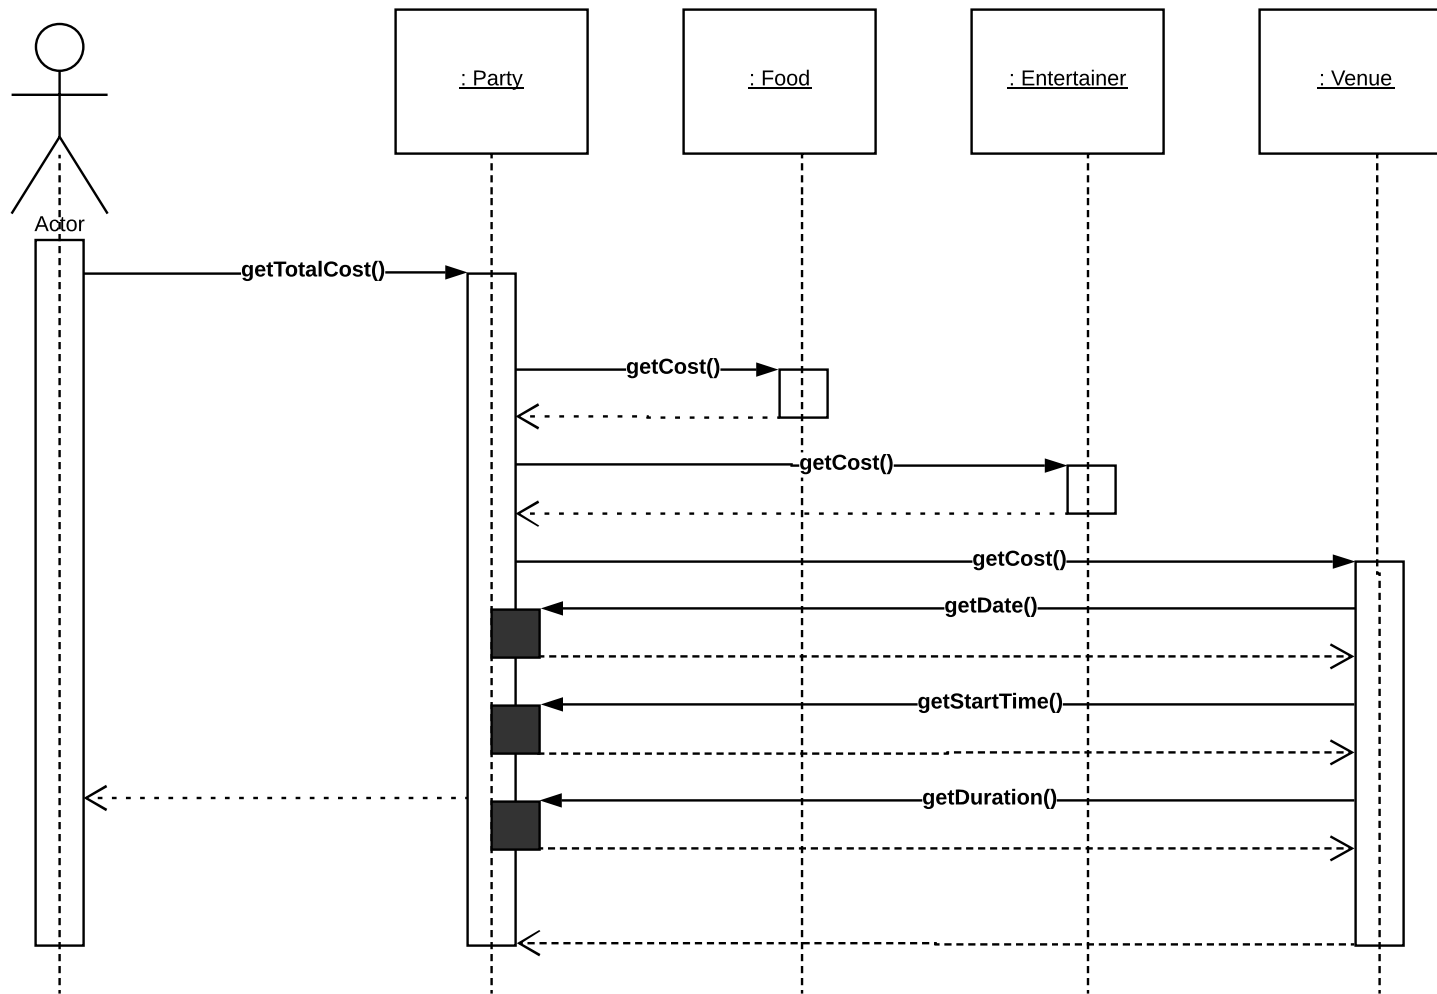 : Party
: Food
: Entertainer
: Venue
Actor
getTotalCost()
getCost()
getCost()
getCost()
getDate()
getStartTime()
getDuration()